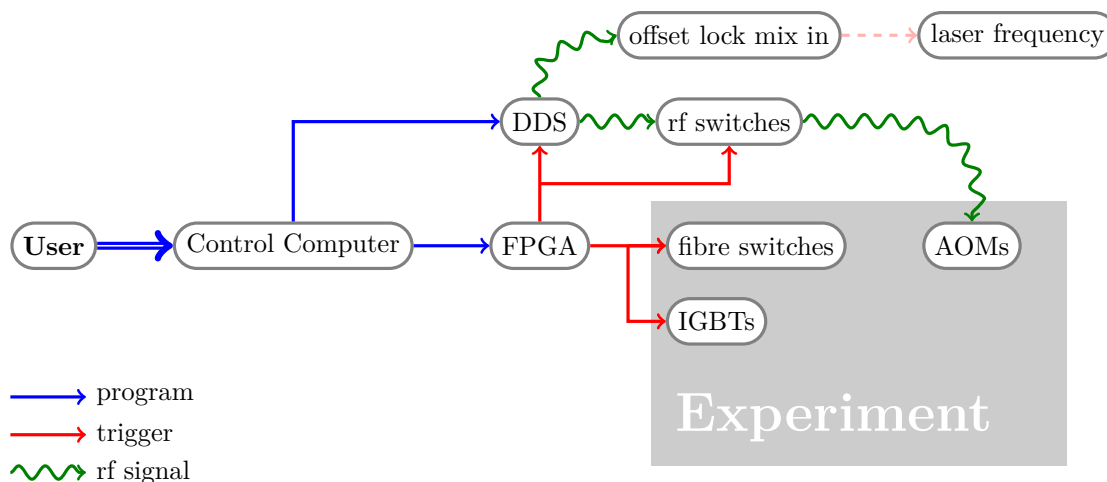 offset lock mix in
laser frequency
DDS
rf switches
User
Control Computer
FPGA
fibre switches
AOMs
IGBTs
Experiment
program
trigger
rf signal